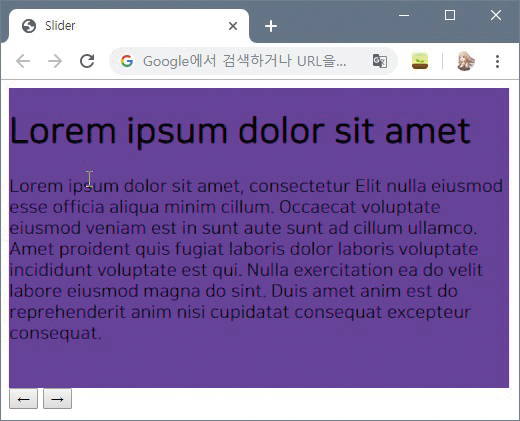 Slider
Google에서 검색하거나 URL을...
Lorem ipsum dolor sit amet
Lorem ipsum dolor sit amet, consectetur Elit nulla eiusmod
esse officia aliqua minim cillum. Occaecat voluptate
eiusmod veniam est in sunt aute sunt ad cillum ullamco.
Amet proident quis fugiat laboris dolor laboris voluptate
incididunt voluptate est qui. Nulla exercitation ea do velit
labore eiusmod magna do sint. Duis amet anim est do
reprehenderit anim nisi cupidatat consequat excepteur
consequat.
← →